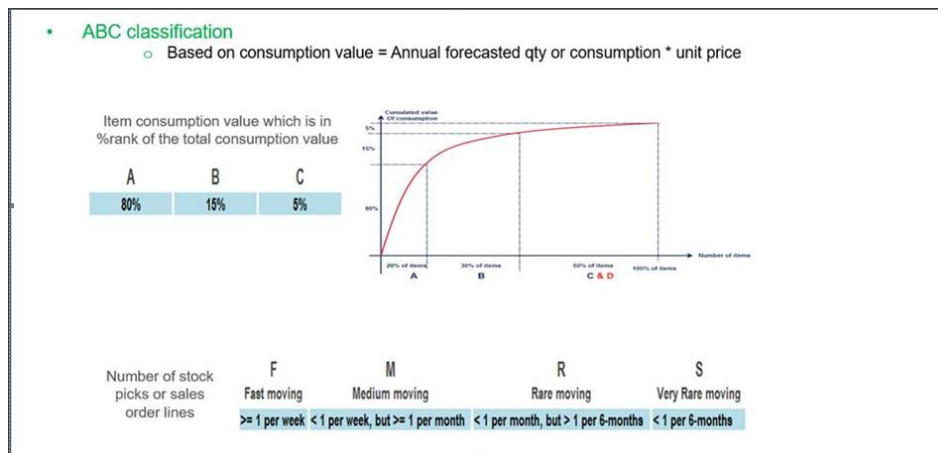 ABC classification
Based on consumption value = Annual forecasted qty or consumption * unit price
Item consumption value which is in
%rank of the total consumption value
A B C
80% 15% 5%
Cumulated value
Of consumption
5%
15%
80%
Number of items
20% of items 30% of items 50% of items 100% of items
A B C & D
Number of stock
picks or sales
order lines
F M R S
Fast moving Medium moving Rare moving Very Rare moving
>= 1 per week < 1 per week, but >= 1 per month < 1 per month, but > 1 per 6-months < 1 per 6-months